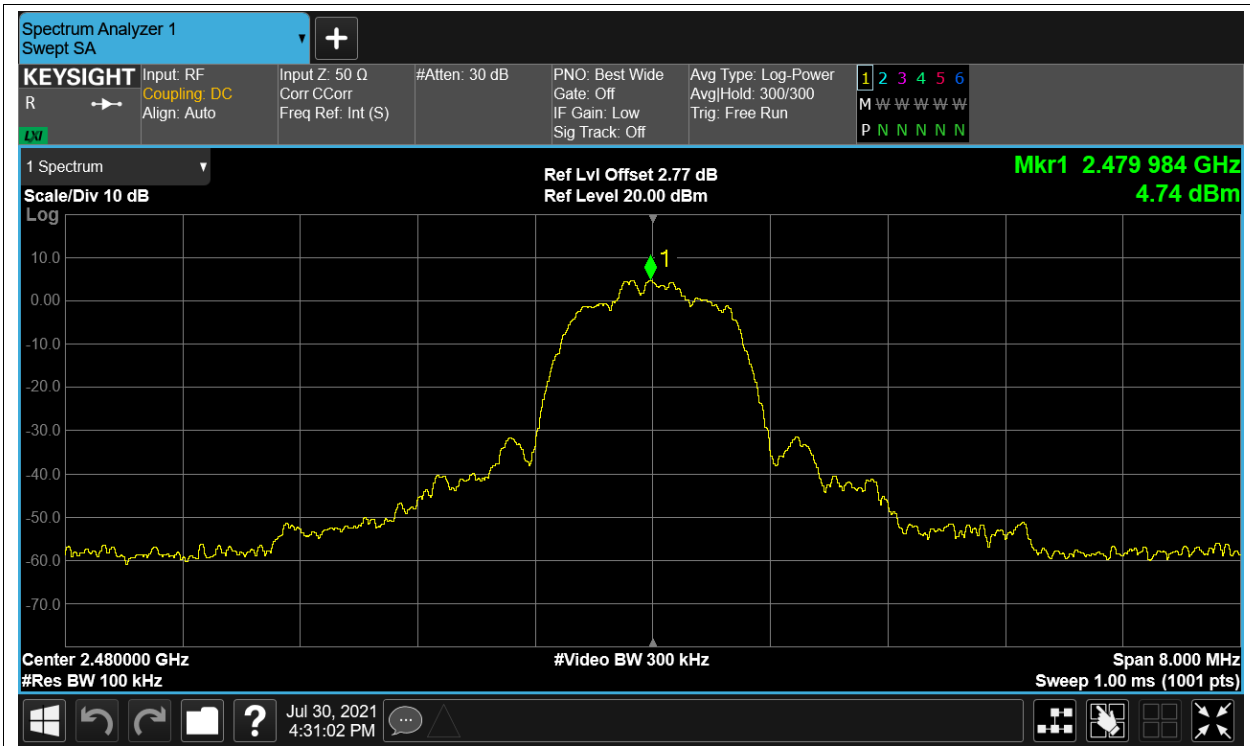 Spectrum Analyzer 1
Swept SA
+
KEYSIGHT
R
LXI
Input: RF
Coupling: DC
Align: Auto
Input Z: 50 Ω
Corr CCorr
Freq Ref: Int (S)
#Atten: 30 dB
PNO: Best Wide
Gate: Off
IF Gain: Low
Sig Track: Off
Avg Type: Log-Power
Avg|Hold: 300/300
Trig: Free Run
1 2 3 4 5 6
M W W W W W
P N N N N N
1 Spectrum
Scale/Div 10 dB
Log
Ref Lvl Offset 2.77 dB
Ref Level 20.00 dBm
Mkr1 2.479 984 GHz
4.74 dBm
1
10.0
0.00
-10.0
-20.0
-30.0
-40.0
-50.0
-60.0
-70.0
Center 2.480000 GHz
#Res BW 100 kHz
#Video BW 300 kHz
Span 8.000 MHz
Sweep 1.00 ms (1001 pts)
?
Jul 30, 2021
4:31:02 PM